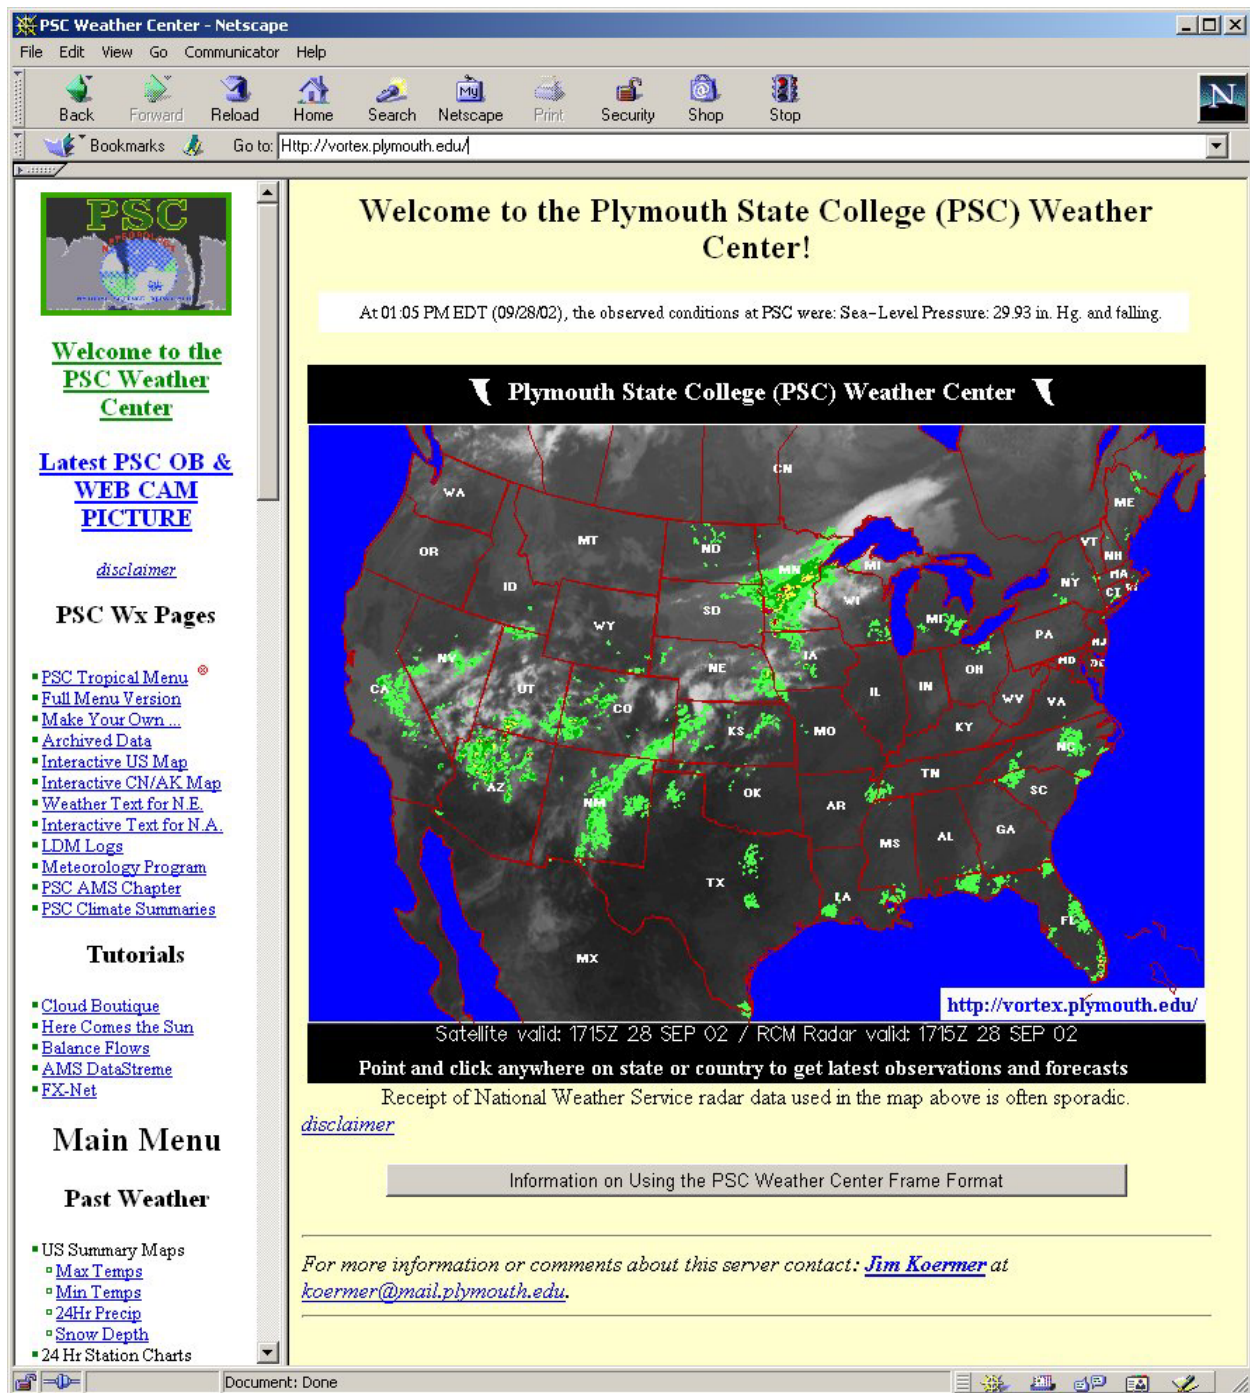 PSC Weather Center - Netscape
File Edit View Go Communicator Help
My
N
Back Forward Reload Home Search Netscape Print Security Shop Stop
Bookmarks Go to: Http://vortex.plymouth.edu/
PSC
Welcome to the
PSC Weather
Center
Latest PSC OB &
WEB CAM
PICTURE
disclaimer
PSC Wx Pages
PSC Tropical Menu
Full Menu Version
Make Your Own ...
Archived Data
Interactive US Map
Interactive CN/AK Map
Weather Text for N.E.
Interactive Text for N.A.
LDM Logs
Meteorology Program
PSC AMS Chapter
PSC Climate Summaries
Tutorials
Cloud Boutique
Here Comes the Sun
Balance Flows
AMS DataStreme
FX-Net
Main Menu
Past Weather
US Summary Maps
Max Temps
Min Temps
24Hr Precip
Snow Depth
24 Hr Station Charts
Welcome to the Plymouth State College (PSC) Weather
Center!
At 01:05 PM EDT (09/28/02), the observed conditions at PSC were: Sea-Level Pressure: 29.93 in. Hg. and falling.
Plymouth State College (PSC) Weather Center
CN
WA
ME
OR
MT
ND
VT
NH
MN
MI
MA
ID
NY
CT
SD
WI
WY
MI
PA
NJ
NV
NE
IA
OH
MD
DC
CA
UT
CO
IL
IN
WV
VA
KS
MO
KY
NC
AZ
NM
OK
TN
AR
SC
MS
AL
GA
TX
LA
FL
MX
http://vortex.plymouth.edu/
Satellite valid: 1715Z 28 SEP 02 / RCM Radar valid: 1715Z 28 SEP 02
Point and click anywhere on state or country to get latest observations and forecasts
Receipt of National Weather Service radar data used in the map above is often sporadic.
disclaimer
Information on Using the PSC Weather Center Frame Format
For more information or comments about this server contact: Jim Koermer at
koermer@mail.plymouth.edu.
Document: Done